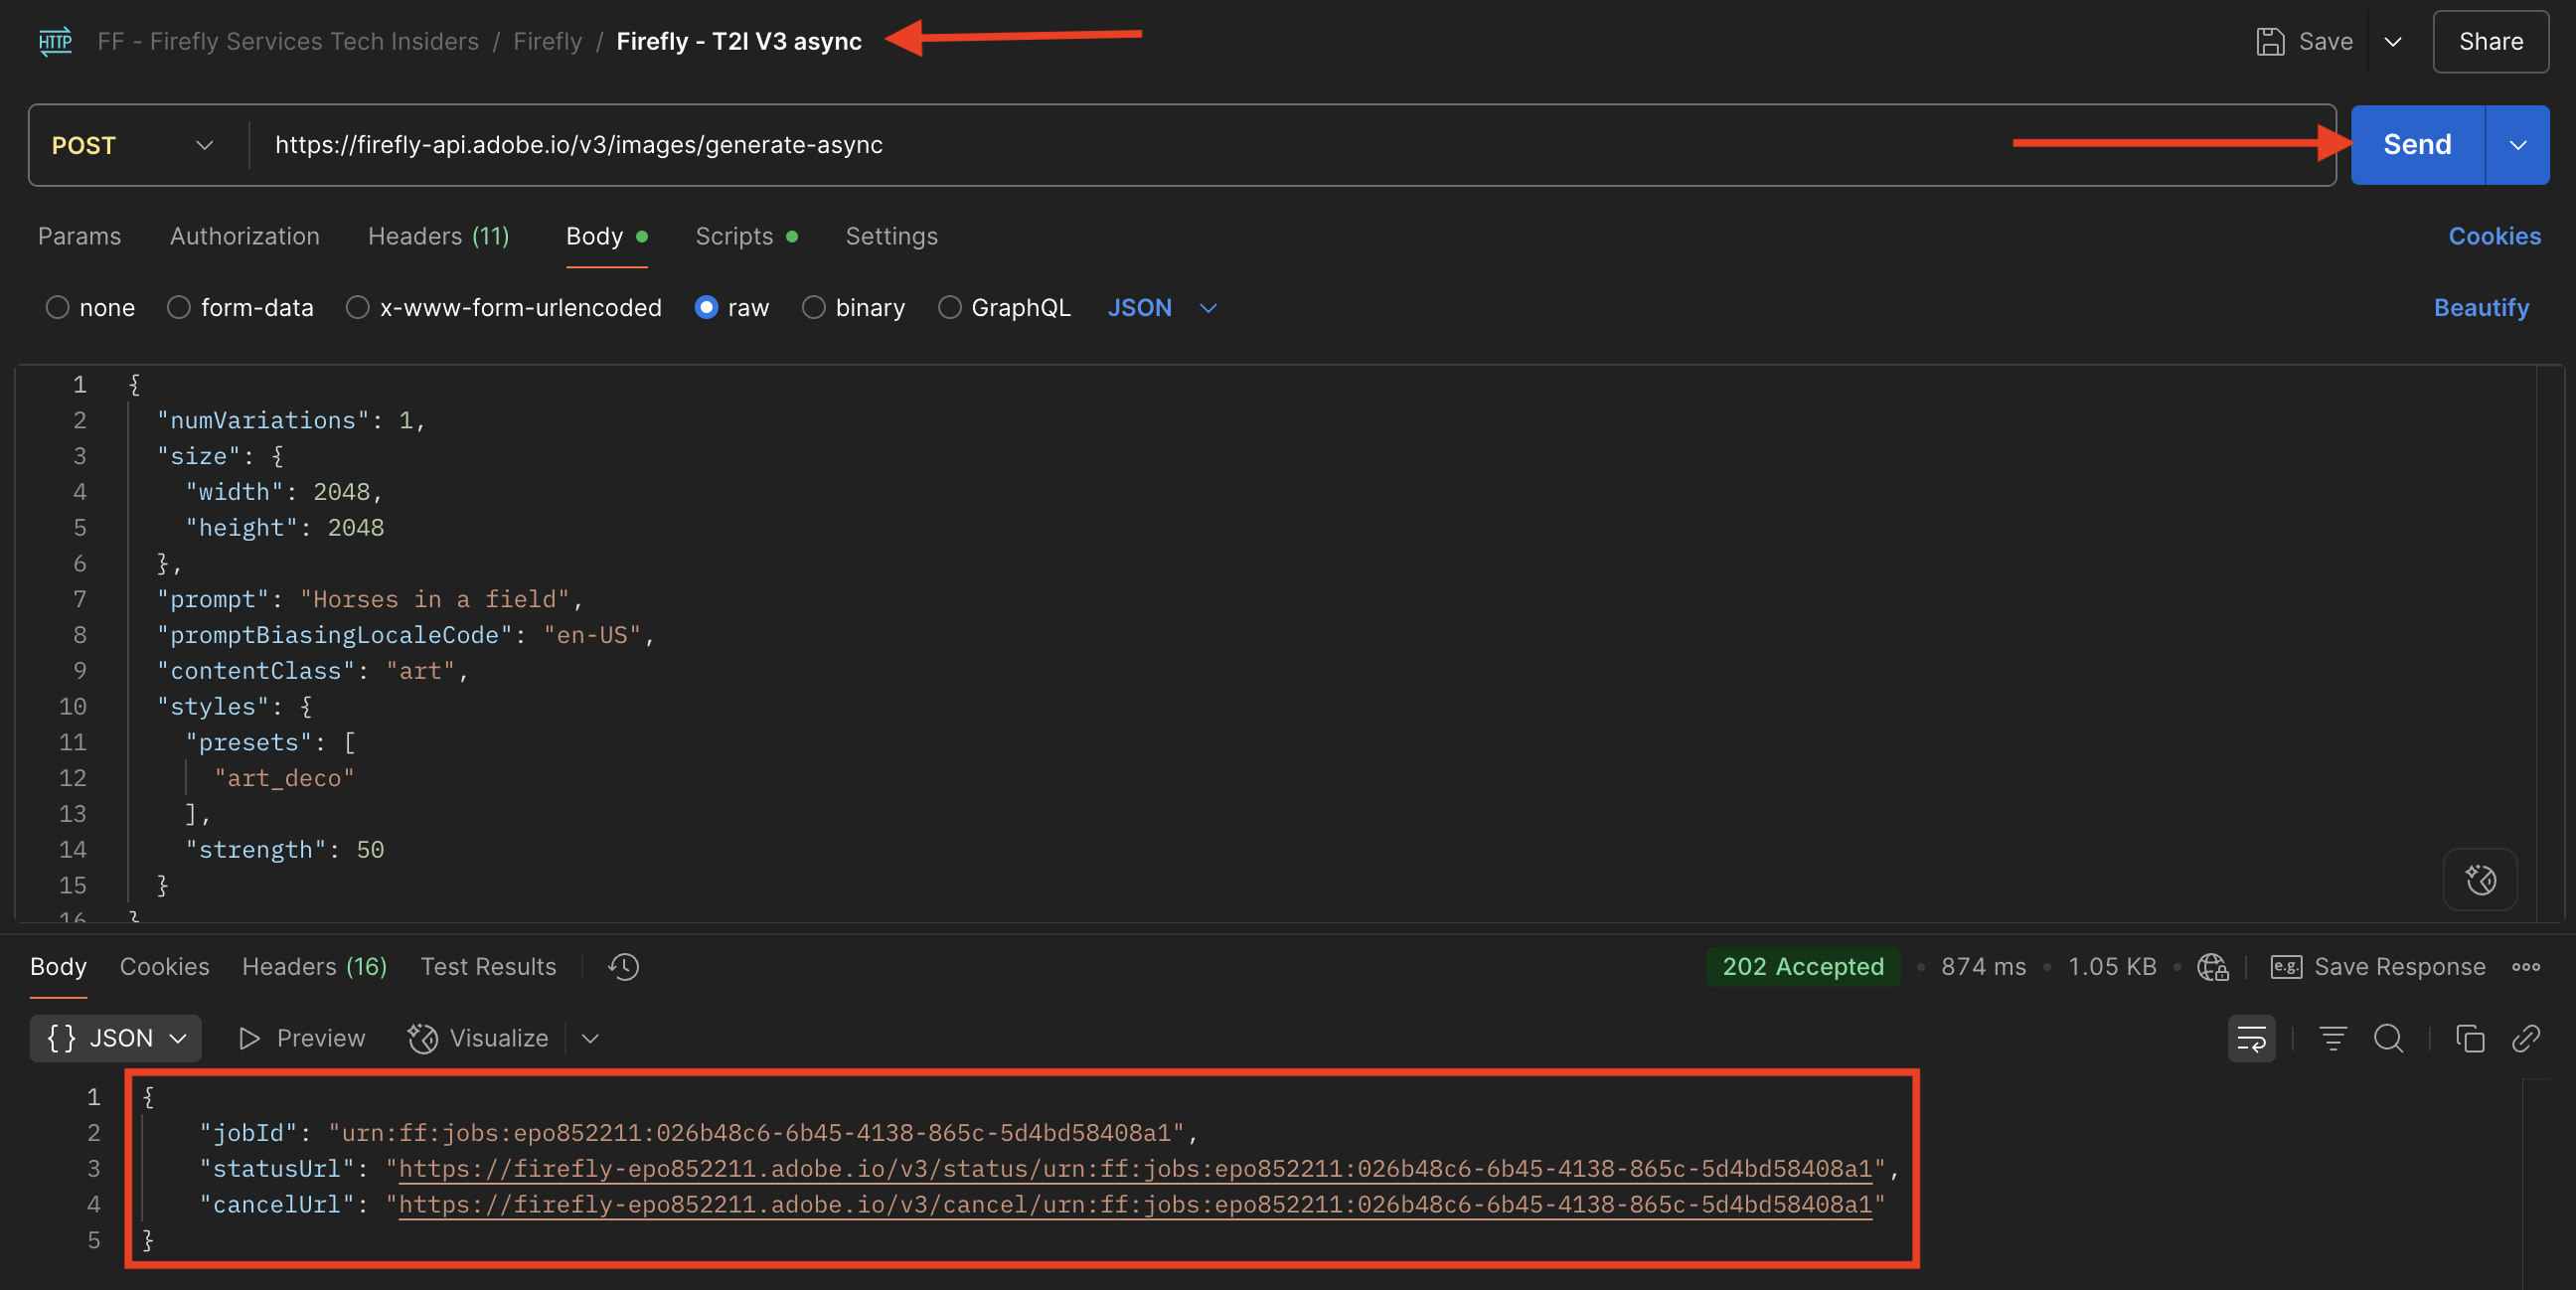 HTTP FF - Firefly Services Tech Insiders / Firefly / Firefly - T2I V3 async Save Share
POST https://firefly-api.adobe.io/v3/images/generate-async Send
Params Authorization Headers (11) Body Scripts Settings Cookies
none form-data x-www-form-urlencoded raw binary GraphQL JSON Beautify
1 {
2 "numVariations": 1,
3 "size": {
4 "width": 2048,
5 "height": 2048
6 },
7 "prompt": "Horses in a field",
8 "promptBiasingLocaleCode": "en-US",
9 "contentClass": "art",
10 "styles": {
11 "presets": [
12 "art_deco"
13 ],
14 "strength": 50
15 }
16 }
Body Cookies Headers (16) Test Results 202 Accepted • 874 ms • 1.05 KB • e.g. Save Response
{} JSON Preview Visualize
1 {
2 "jobId": "urn:ff:jobs:epo852211:026b48c6-6b45-4138-865c-5d4bd58408a1",
3 "statusUrl": "https://firefly-epo852211.adobe.io/v3/status/urn:ff:jobs:epo852211:026b48c6-6b45-4138-865c-5d4bd58408a1",
4 "cancelUrl": "https://firefly-epo852211.adobe.io/v3/cancel/urn:ff:jobs:epo852211:026b48c6-6b45-4138-865c-5d4bd58408a1"
5 }